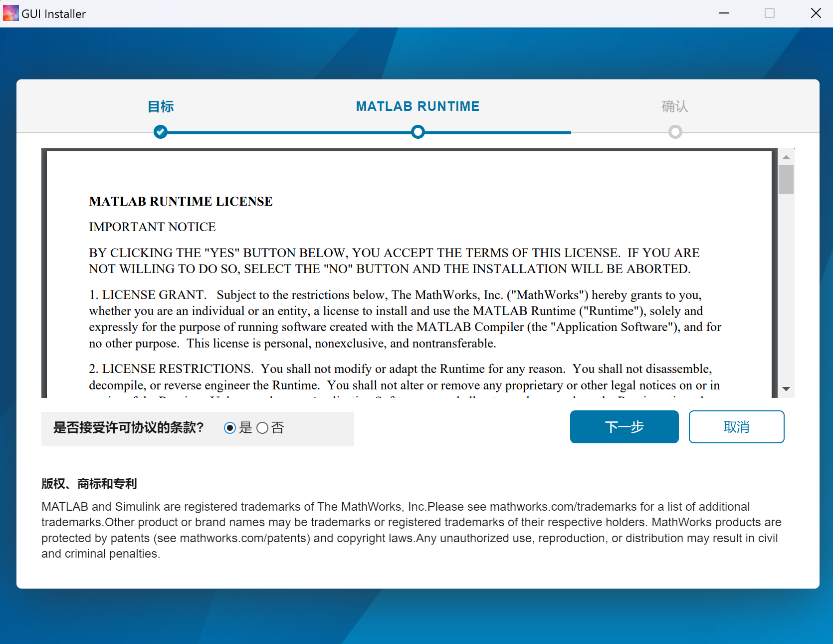 GUI Installer
目标
MATLAB RUNTIME
确认
MATLAB RUNTIME LICENSE
IMPORTANT NOTICE
BY CLICKING THE "YES" BUTTON BELOW, YOU ACCEPT THE TERMS OF THIS LICENSE.  IF YOU ARE
NOT WILLING TO DO SO, SELECT THE "NO" BUTTON AND THE INSTALLATION WILL BE ABORTED.
1. LICENSE GRANT.   Subject to the restrictions below, The MathWorks, Inc. ("MathWorks") hereby grants to you,
whether you are an individual or an entity, a license to install and use the MATLAB Runtime ("Runtime"), solely and
expressly for the purpose of running software created with the MATLAB Compiler (the "Application Software"), and for
no other purpose.  This license is personal, nonexclusive, and nontransferable.
2. LICENSE RESTRICTIONS.  You shall not modify or adapt the Runtime for any reason.  You shall not disassemble,
decompile, or reverse engineer the Runtime.  You shall not alter or remove any proprietary or other legal notices on or in
是否接受许可协议的条款?
是
否
下一步
取消
版权、商标和专利
MATLAB and Simulink are registered trademarks of The MathWorks, Inc.Please see mathworks.com/trademarks for a list of additional
trademarks.Other product or brand names may be trademarks or registered trademarks of their respective holders. MathWorks products are
protected by patents (see mathworks.com/patents) and copyright laws.Any unauthorized use, reproduction, or distribution may result in civil
and criminal penalties.